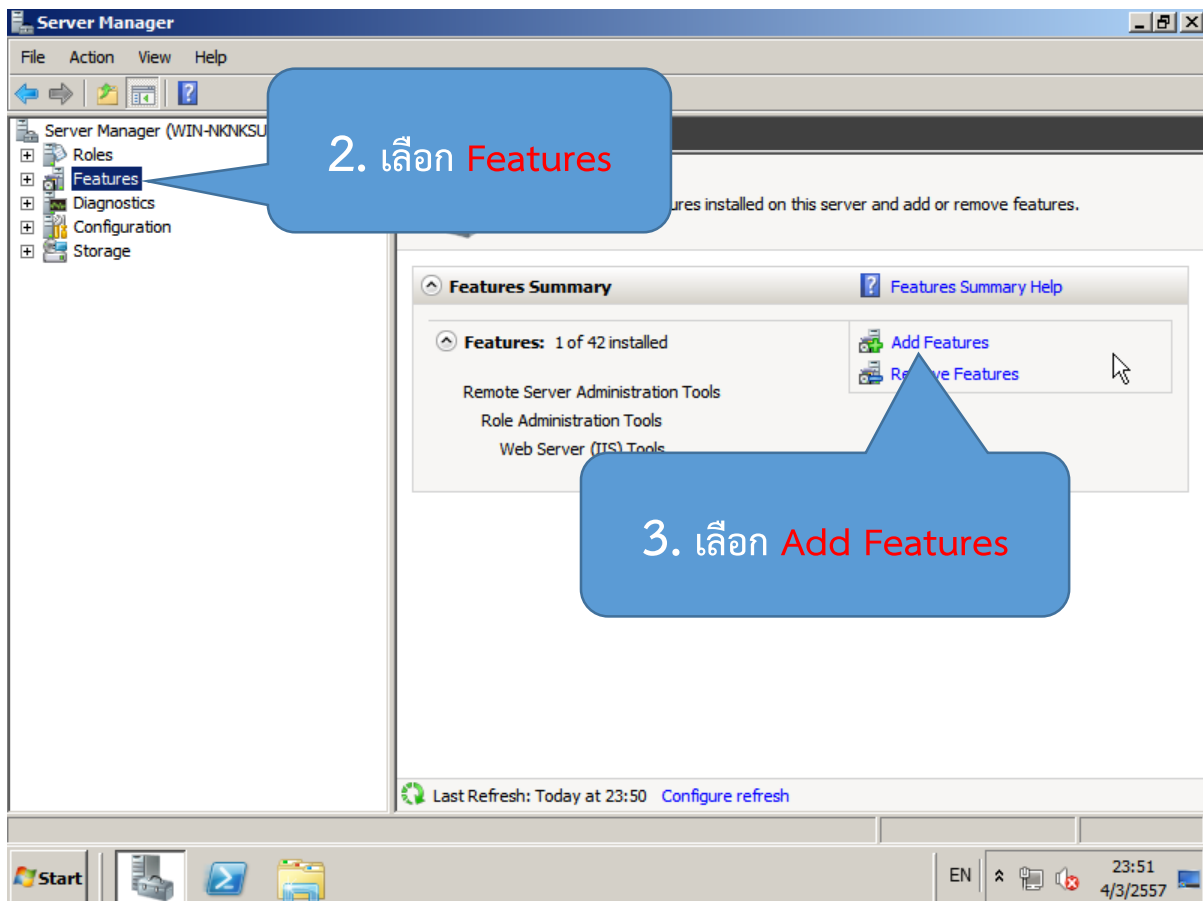 Server Manager
File Action View Help
Server Manager (WIN-NKNKSU
Roles
Features
Diagnostics
Configuration
Storage
2. เลือก Features
ures installed on this server and add or remove features.
Features Summary
Features Summary Help
Features: 1 of 42 installed
Add Features
Remove Features
Remote Server Administration Tools
Role Administration Tools
Web Server (IIS) Tools
3. เลือก Add Features
Last Refresh: Today at 23:50 Configure refresh
Start
EN
23:51
4/3/2557